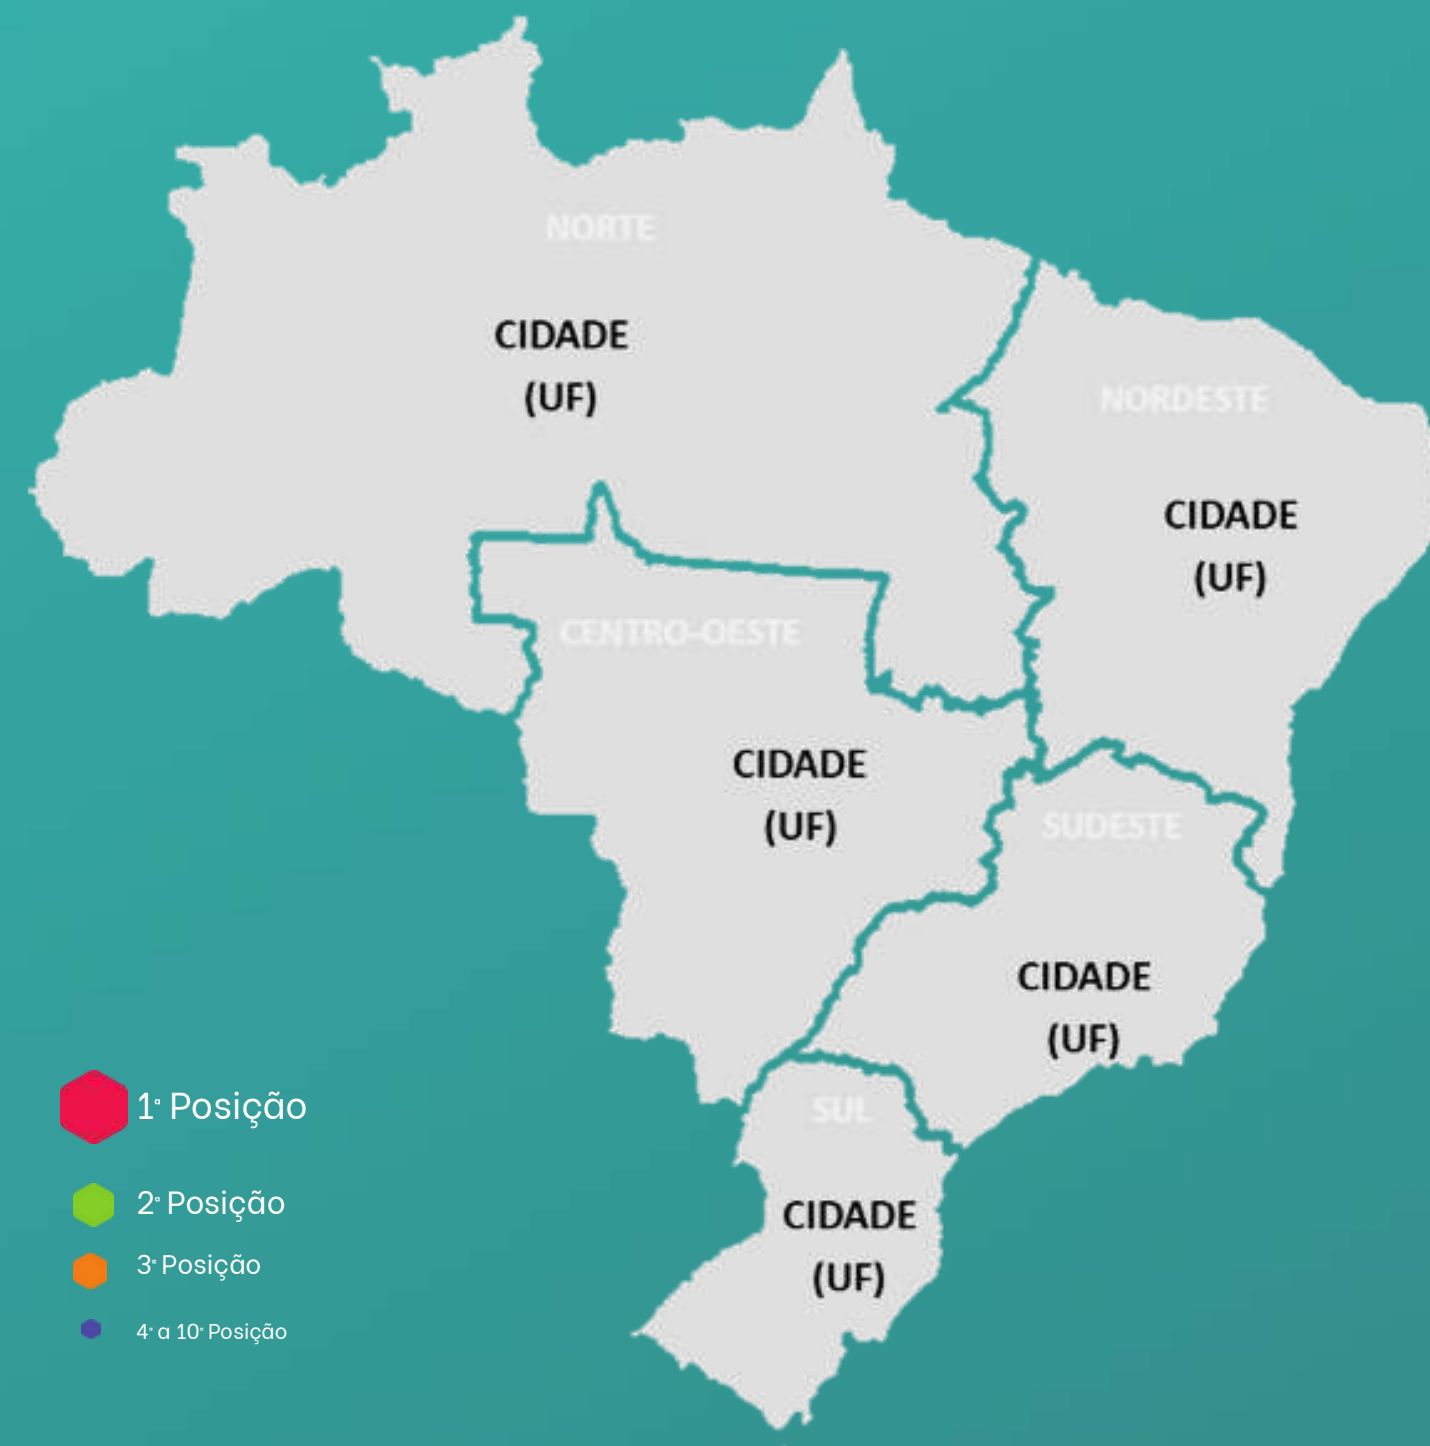 NORTE
CIDADE
(UF)
NORDESTE
CIDADE
(UF)
CENTRO-OESTE
CIDADE
(UF)
SUDESTE
CIDADE
(UF)
SUL
CIDADE
(UF)
1ª Posição
2ª Posição
3ª Posição
4ª a 10ª Posição